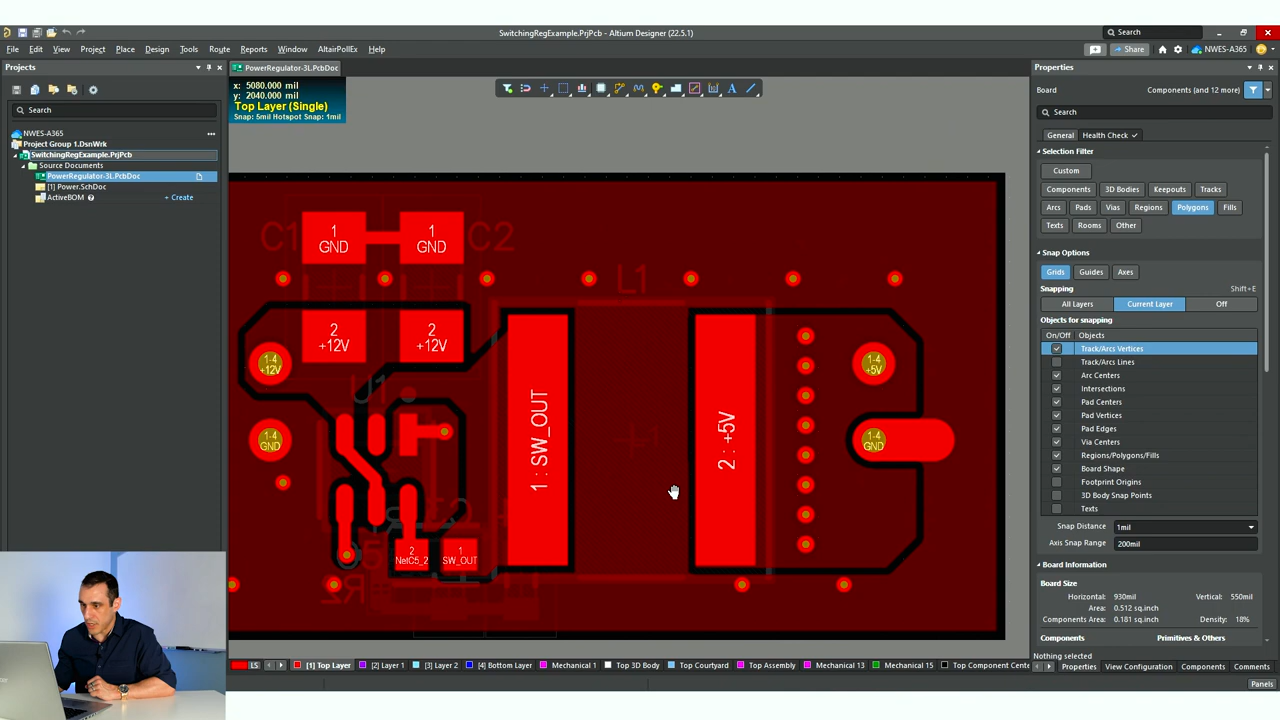 SwitchingRegExample.PrjPcb - Altium Designer (22.5.1)
Search
File Edit View Project Place Design Tools Route Reports Window AltairPollEx Help
Share NWES-A365
Projects
PowerRegulator-3L.PcbDoc
Properties
x: 5080.000 mil
y: 2040.000 mil
Top Layer (Single)
Snap: 5mil Hotspot Snap: 1mil
Board Components (and 12 more)
Search
Search
NWES-A365
Project Group 1.DsnWrk
SwitchingRegExample.PrjPcb
Source Documents
PowerRegulator-3L.PcbDoc
[1] Power.SchDoc
ActiveBOM + Create
General Health Check
Selection Filter
Custom
Components 3D Bodies Keepouts Tracks
Arcs Pads Vias Regions Polygons Fills
Texts Rooms Other
Snap Options
Grids Guides Axes
Snapping Shift+E
All Layers Current Layer Off
Objects for snapping
On/Off Objects
Track/Arcs Vertices
Track/Arcs Lines
Arc Centers
Intersections
Pad Centers
Pad Vertices
Pad Edges
Via Centers
Regions/Polygons/Fills
Board Shape
Footprint Origins
3D Body Snap Points
Texts
Snap Distance 1mil
Axis Snap Range 200mil
Board Information
Board Size
Horizontal: 930mil Vertical: 550mil
Area: 0.512 sq.inch
Components Area: 0.181 sq.inch Density: 18%
Components Primitives & Others
Nothing selected
C1
1
GND
1
GND
C2
L1
2
+12V
2
+12V
1-4
+12V
U1
1-4
GND
1 : SW_OUT
2 : +5V
1-4
+5V
1-4
GND
2
NetC5_2
1
SW_OUT
R2
LS [1] Top Layer [2] Layer 1 [3] Layer 2 [4] Bottom Layer Mechanical 1 Top 3D Body Top Courtyard Top Assembly Mechanical 13 Mechanical 15 Top Component Cente
Properties View Configuration Components Comments
Panels